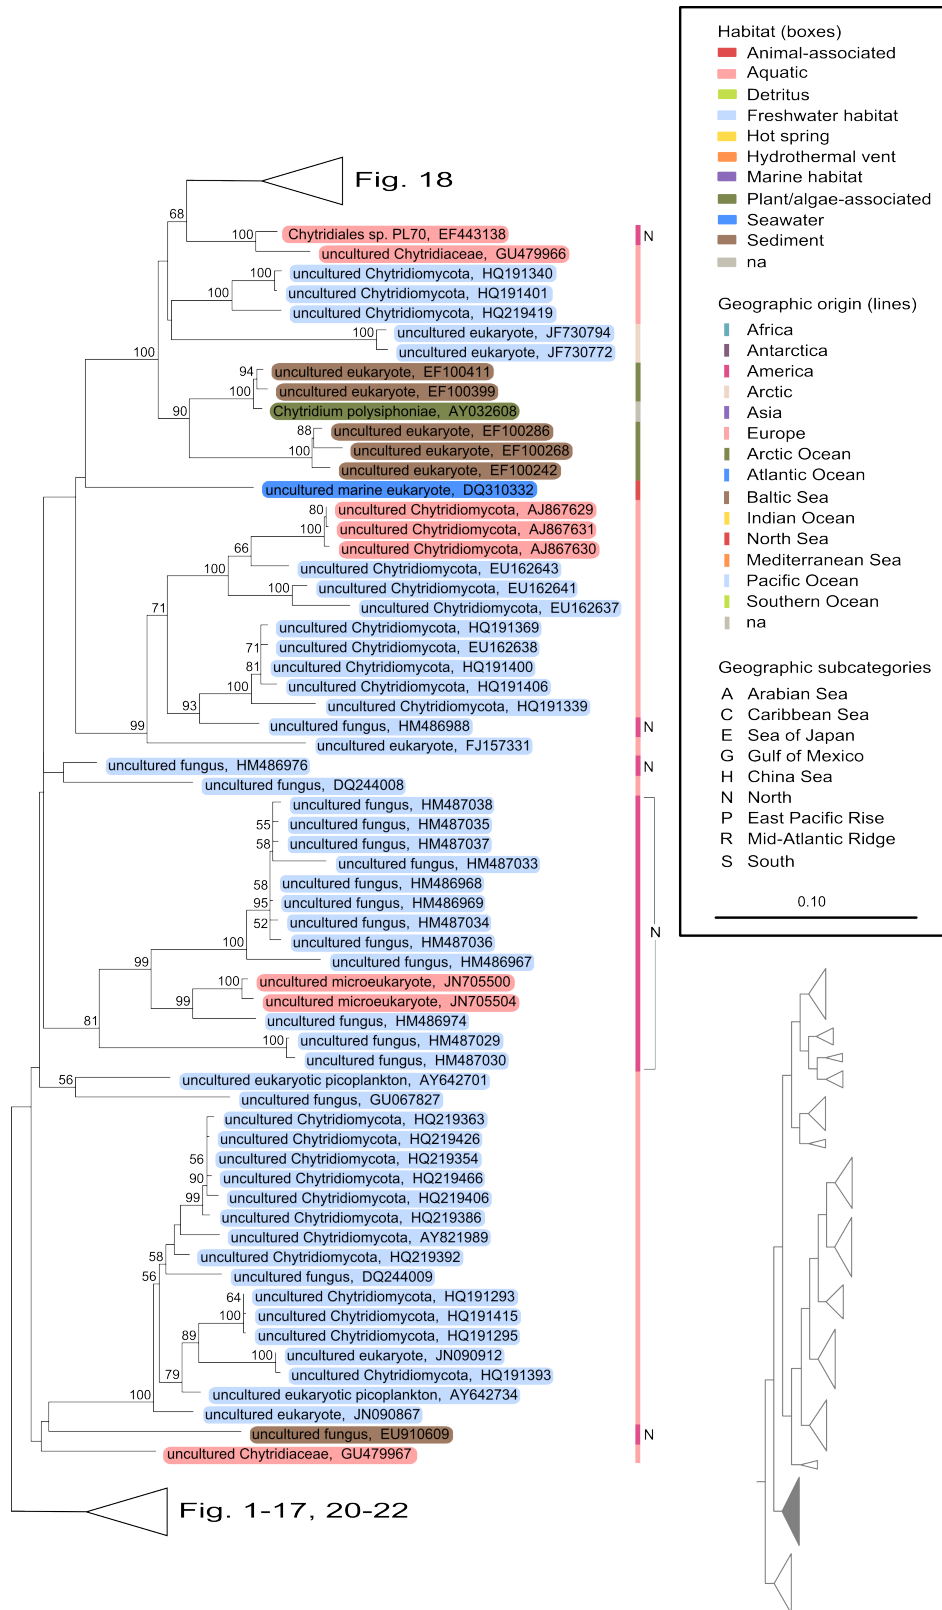 Fig. 18
68
100
Chytridiales sp. PL70, EF443138
N
uncultured Chytridiaceae, GU479966
100
uncultured Chytridiomycota, HQ191340
100
uncultured Chytridiomycota, HQ191401
uncultured Chytridiomycota, HQ219419
100
uncultured eukaryote, JF730794
uncultured eukaryote, JF730772
100
94
uncultured eukaryote, EF100411
100
uncultured eukaryote, EF100399
90
Chytridium polysiphoniae, AY032608
88
uncultured eukaryote, EF100286
100
uncultured eukaryote, EF100268
uncultured eukaryote, EF100242
uncultured marine eukaryote, DQ310332
80
uncultured Chytridiomycota, AJ867629
100
uncultured Chytridiomycota, AJ867631
66
uncultured Chytridiomycota, AJ867630
100
uncultured Chytridiomycota, EU162643
100
uncultured Chytridiomycota, EU162641
71
uncultured Chytridiomycota, EU162637
uncultured Chytridiomycota, HQ191369
71
uncultured Chytridiomycota, EU162638
81
uncultured Chytridiomycota, HQ191400
100
uncultured Chytridiomycota, HQ191406
93
uncultured Chytridiomycota, HQ191339
99
uncultured fungus, HM486988
N
uncultured eukaryote, FJ157331
uncultured fungus, HM486976
N
uncultured fungus, DQ244008
uncultured fungus, HM487038
55
uncultured fungus, HM487035
58
uncultured fungus, HM487037
uncultured fungus, HM487033
58
uncultured fungus, HM486968
95
uncultured fungus, HM486969
52
uncultured fungus, HM487034
100
uncultured fungus, HM487036
N
99
uncultured fungus, HM486967
100
uncultured microeukaryote, JN705500
99
uncultured microeukaryote, JN705504
81
uncultured fungus, HM486974
100
uncultured fungus, HM487029
uncultured fungus, HM487030
56
uncultured eukaryotic picoplankton, AY642701
uncultured fungus, GU067827
uncultured Chytridiomycota, HQ219363
uncultured Chytridiomycota, HQ219426
56
uncultured Chytridiomycota, HQ219354
90
uncultured Chytridiomycota, HQ219466
99
uncultured Chytridiomycota, HQ219406
uncultured Chytridiomycota, HQ219386
uncultured Chytridiomycota, AY821989
58
uncultured Chytridiomycota, HQ219392
56
uncultured fungus, DQ244009
64
uncultured Chytridiomycota, HQ191293
100
uncultured Chytridiomycota, HQ191415
89
uncultured Chytridiomycota, HQ191295
100
uncultured eukaryote, JN090912
79
uncultured Chytridiomycota, HQ191393
100
uncultured eukaryotic picoplankton, AY642734
uncultured eukaryote, JN090867
uncultured fungus, EU910609
N
uncultured Chytridiaceae, GU479967
Fig. 1-17, 20-22
Habitat (boxes)
Animal-associated
Aquatic
Detritus
Freshwater habitat
Hot spring
Hydrothermal vent
Marine habitat
Plant/algae-associated
Seawater
Sediment
na
Geographic origin (lines)
Africa
Antarctica
America
Arctic
Asia
Europe
Arctic Ocean
Atlantic Ocean
Baltic Sea
Indian Ocean
North Sea
Mediterranean Sea
Pacific Ocean
Southern Ocean
na
Geographic subcategories
A Arabian Sea
C Caribbean Sea
E Sea of Japan
G Gulf of Mexico
H China Sea
N North
P East Pacific Rise
R Mid-Atlantic Ridge
S South
0.10